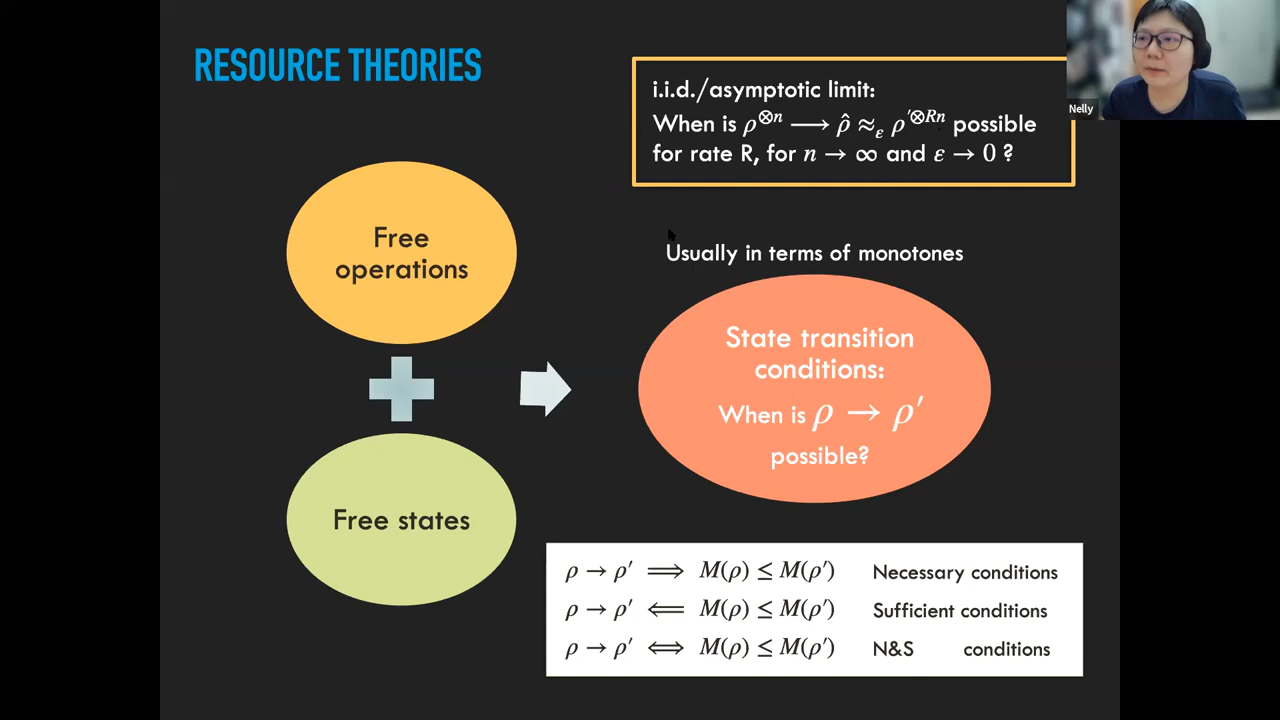 RESOURCE THEORIES
i.i.d./asymptotic limit:
When is ρ^{⊗n} ⟶ ρ̂ ≈_ε ρ'^{⊗Rn} possible
for rate R, for n → ∞ and ε → 0 ?
Nelly
Free
operations
Free states
Usually in terms of monotones
State transition
conditions:
When is ρ → ρ′
possible?
ρ → ρ′ ⟹ M(ρ) ≤ M(ρ′) Necessary conditions
ρ → ρ′ ⟸ M(ρ) ≤ M(ρ′) Sufficient conditions
ρ → ρ′ ⟺ M(ρ) ≤ M(ρ′) N&S conditions